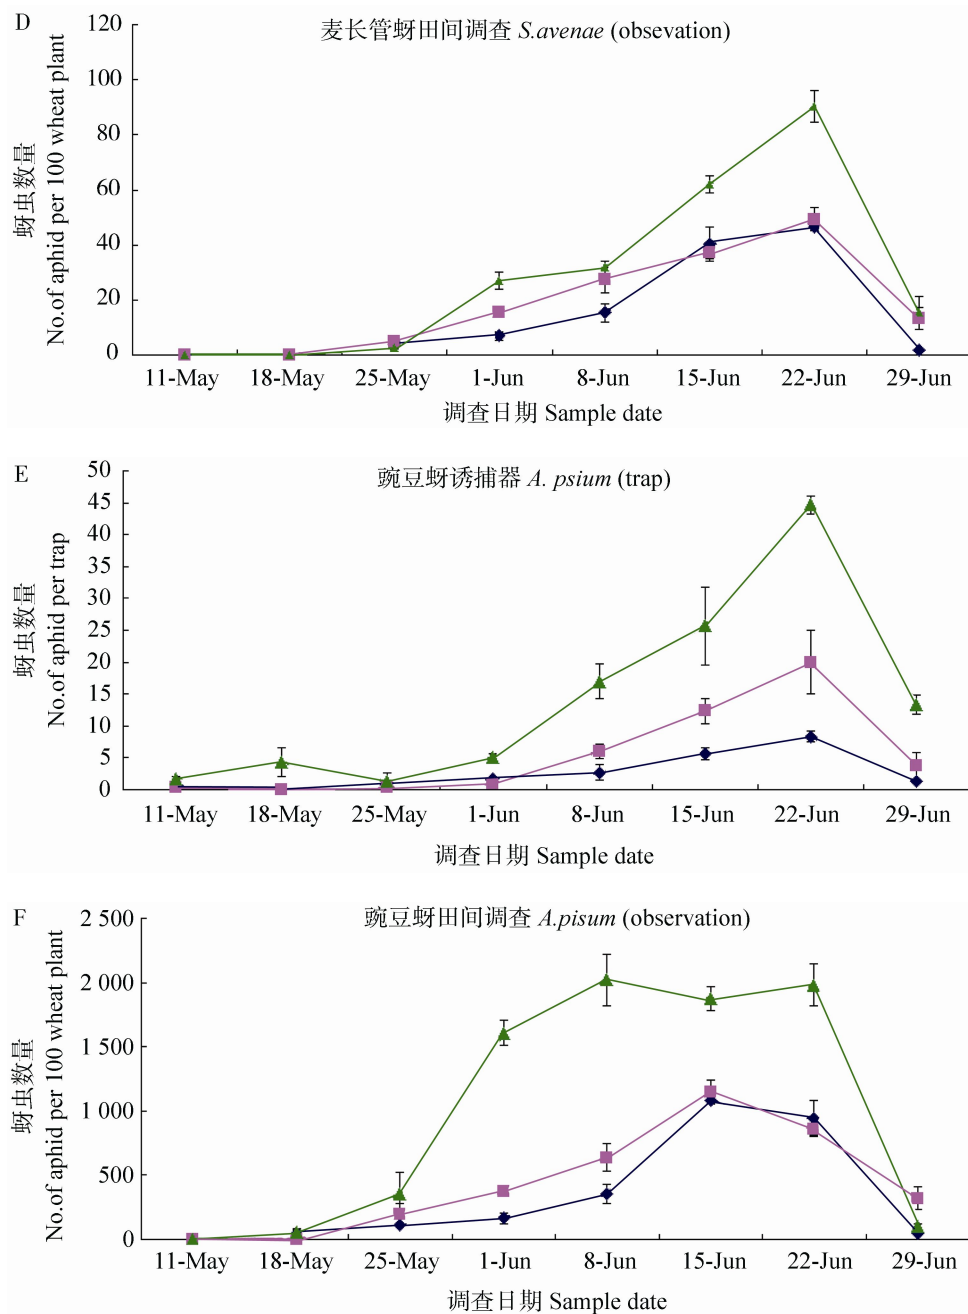 D
麦长管蚜田间调查 S.avenae (obsevation)
蚜虫数量
No.of aphid per 100 wheat plant
120
100
80
60
40
20
0
11-May 18-May 25-May 1-Jun 8-Jun 15-Jun 22-Jun 29-Jun
调查日期 Sample date
E
豌豆蚜诱捕器 A. psium (trap)
蚜虫数量
No.of aphid per trap
50
45
40
35
30
25
20
15
10
5
0
11-May 18-May 25-May 1-Jun 8-Jun 15-Jun 22-Jun 29-Jun
调查日期 Sample date
F
豌豆蚜田间调查 A.pisum (observation)
蚜虫数量
No.of aphid per 100 wheat plant
2 500
2 000
1 500
1 000
500
0
11-May 18-May 25-May 1-Jun 8-Jun 15-Jun 22-Jun 29-Jun
调查日期 Sample date